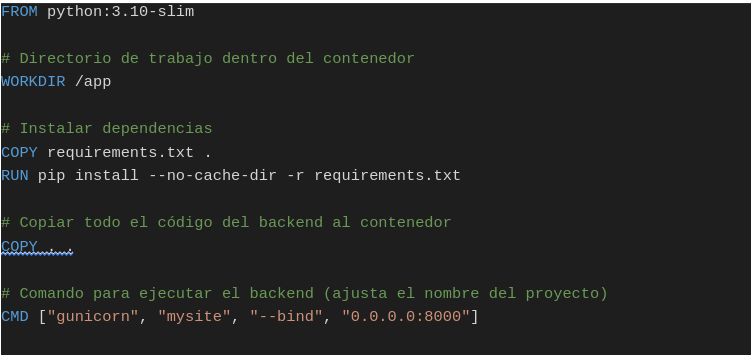 FROM python:3.10-slim
# Directorio de trabajo dentro del contenedor
WORKDIR /app
# Instalar dependencias
COPY requirements.txt .
RUN pip install --no-cache-dir -r requirements.txt
# Copiar todo el código del backend al contenedor
COPY . .
# Comando para ejecutar el backend (ajusta el nombre del proyecto)
CMD ["gunicorn", "mysite", "--bind", "0.0.0.0:8000"]